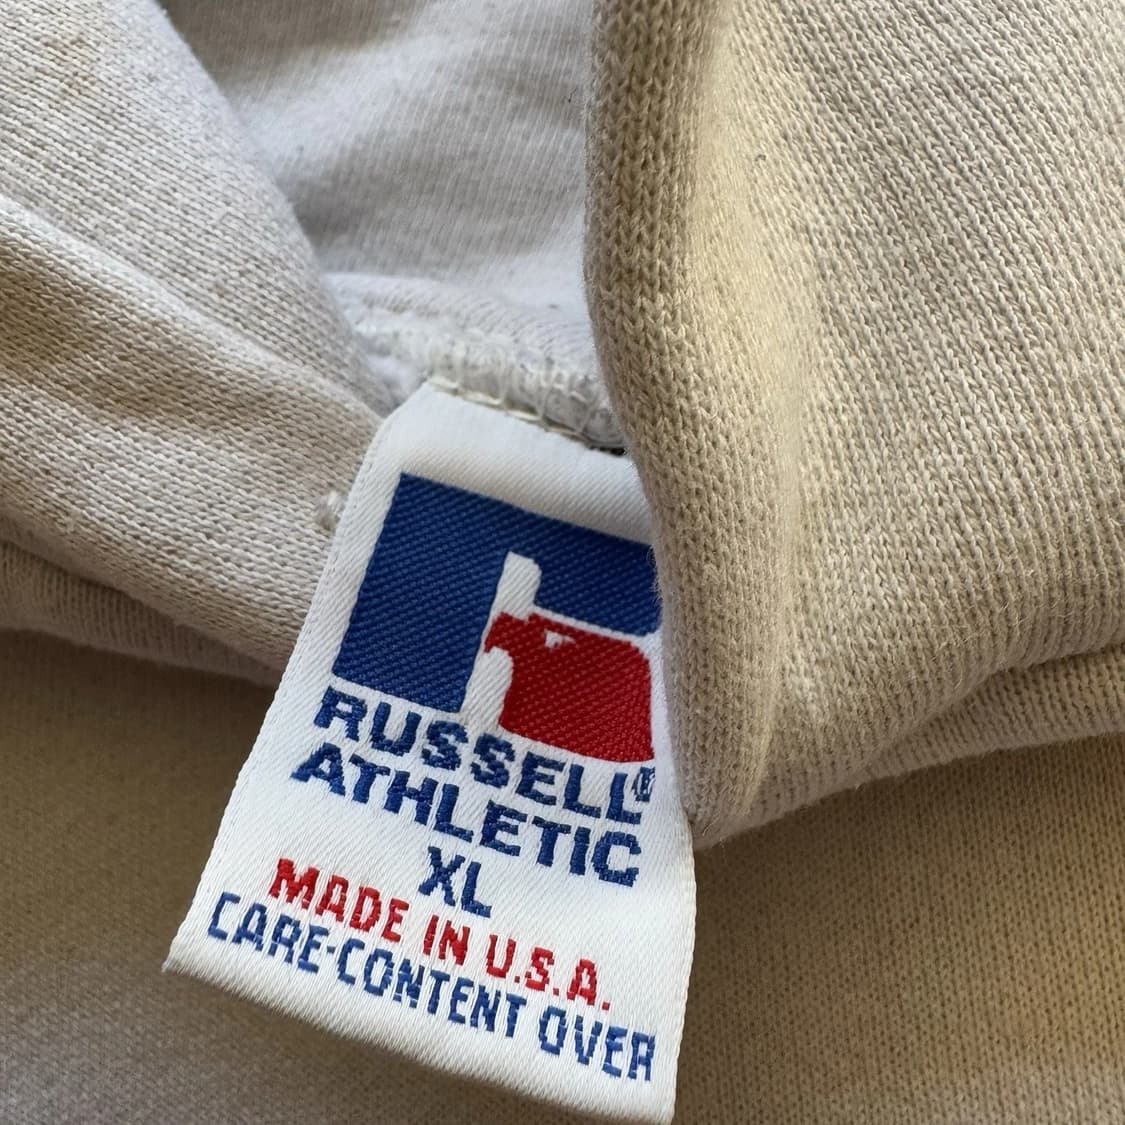 RUSSELL®
ATHLETIC
XL
MADE IN U.S.A.
CARE-CONTENT OVER